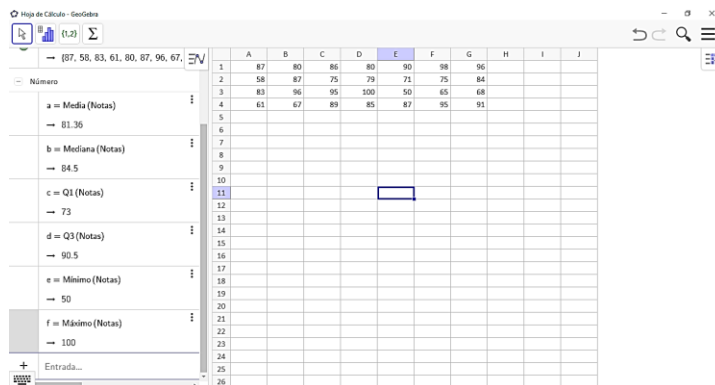 Hoja de Cálculo - GeoGebra
{1,2} Σ
→ {87, 58, 83, 61, 80, 87, 96, 67,
Número
a = Media (Notas)
→ 81.36
b = Mediana (Notas)
→ 84.5
c = Q1 (Notas)
→ 73
d = Q3 (Notas)
→ 90.5
e = Mínimo (Notas)
→ 50
f = Máximo (Notas)
→ 100
Entrada...
A B C D E F G H I J
1 87 80 86 80 90 98 96
2 58 87 75 79 71 75 84
3 83 96 95 100 50 65 68
4 61 67 89 85 87 95 91
5
6
7
8
9
10
11
12
13
14
15
16
17
18
19
20
21
22
23
24
25
26